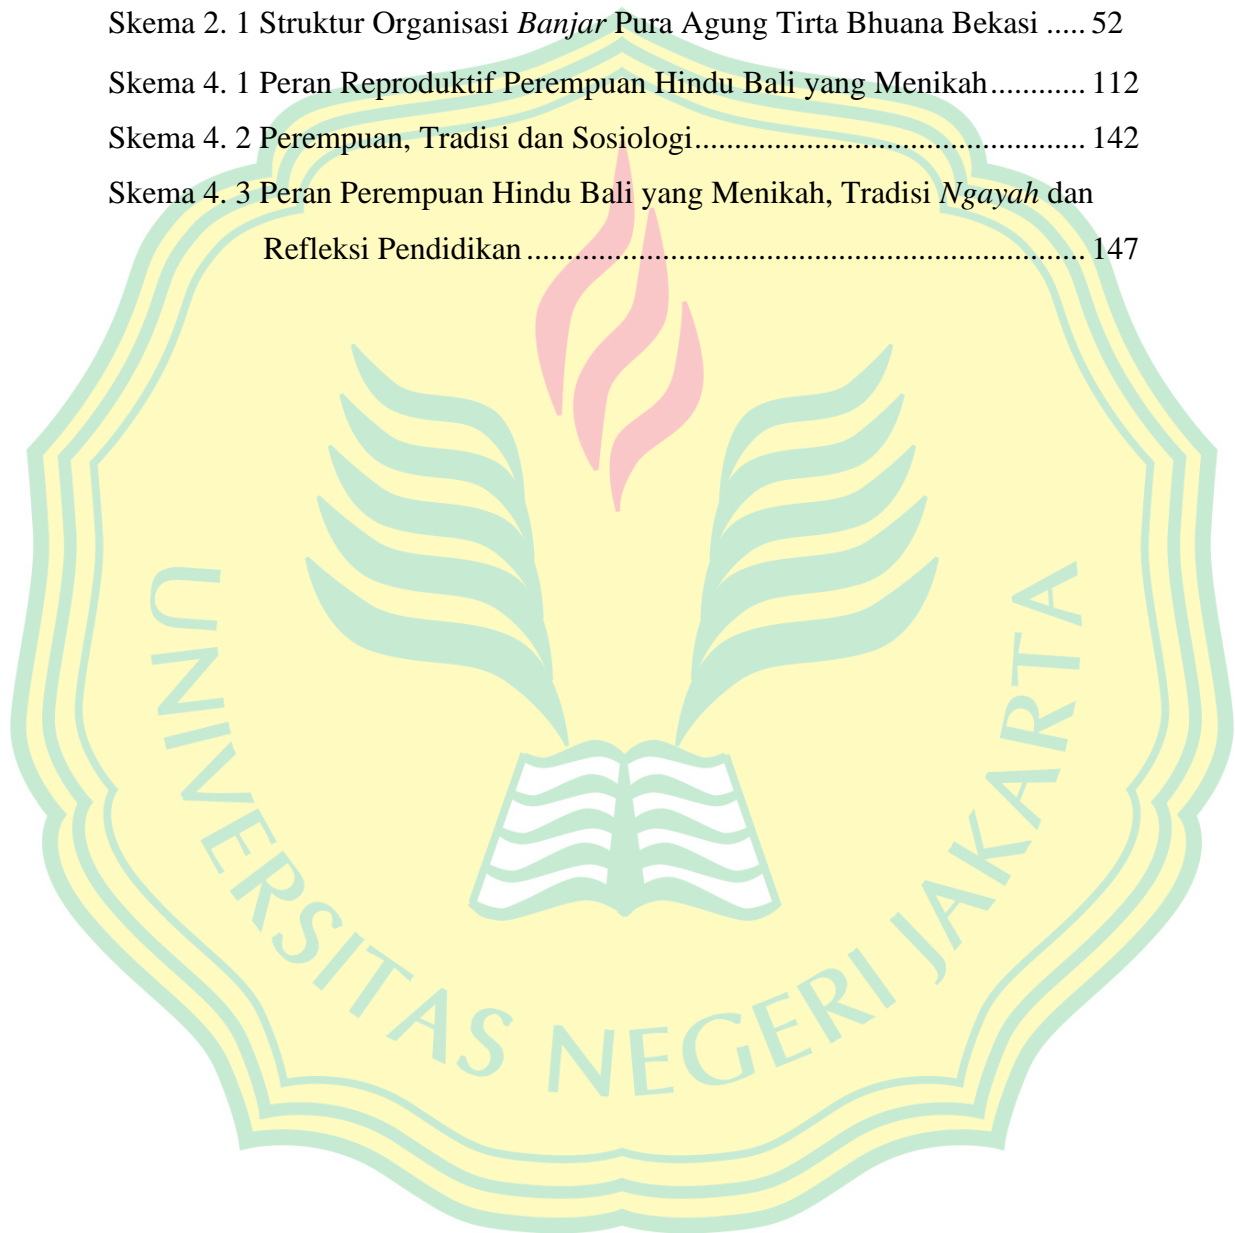 Skema 2. 1 Struktur Organisasi Banjar Pura Agung Tirta Bhuana Bekasi ..... 52
Skema 4. 1 Peran Reproduktif Perempuan Hindu Bali yang Menikah............ 112
Skema 4. 2 Perempuan, Tradisi dan Sosiologi................................................. 142
Skema 4. 3 Peran Perempuan Hindu Bali yang Menikah, Tradisi Ngayah dan
Refleksi Pendidikan ...................................................................... 147
UNIVERSITAS NEGERI JAKARTA